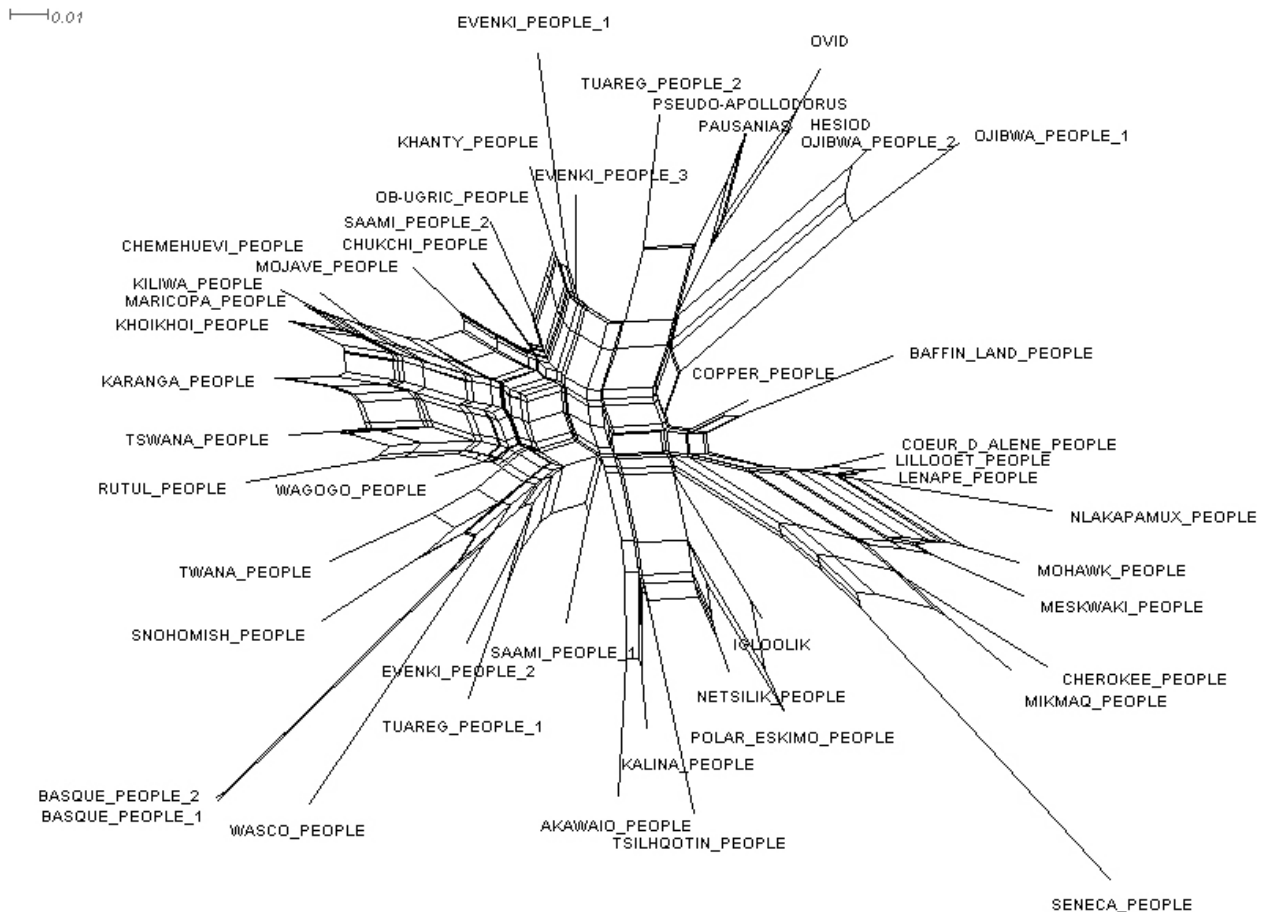 0.01
EVENKI_PEOPLE_1
OVID
TUAREG_PEOPLE_2
PSEUDO-APOLLODORUS
PAUSANIAS
HESIOD
OJIBWA_PEOPLE_2
OJIBWA_PEOPLE_1
KHANTY_PEOPLE
EVENKI_PEOPLE_3
OB-UGRIC_PEOPLE
SAAMI_PEOPLE_2
CHUKCHI_PEOPLE
CHEMEHUEVI_PEOPLE
MOJAVE_PEOPLE
KILIWA_PEOPLE
MARICOPA_PEOPLE
KHOIKHOI_PEOPLE
BAFFIN_LAND_PEOPLE
COPPER_PEOPLE
KARANGA_PEOPLE
TSWANA_PEOPLE
COEUR_D_ALENE_PEOPLE
LILLOOET_PEOPLE
LENAPE_PEOPLE
RUTUL_PEOPLE
WAGOGO_PEOPLE
NLAKAPAMUX_PEOPLE
TWANA_PEOPLE
MOHAWK_PEOPLE
MESKWAKI_PEOPLE
SNOHOMISH_PEOPLE
IGLOOLIK
SAAMI_PEOPLE_1
EVENKI_PEOPLE_2
CHEROKEE_PEOPLE
NETSILIK_PEOPLE
MIKMAQ_PEOPLE
TUAREG_PEOPLE_1
POLAR_ESKIMO_PEOPLE
KALINA_PEOPLE
BASQUE_PEOPLE_2
BASQUE_PEOPLE_1
WASCO_PEOPLE
AKAWAIO_PEOPLE
TSILHQOTIN_PEOPLE
SENECA_PEOPLE